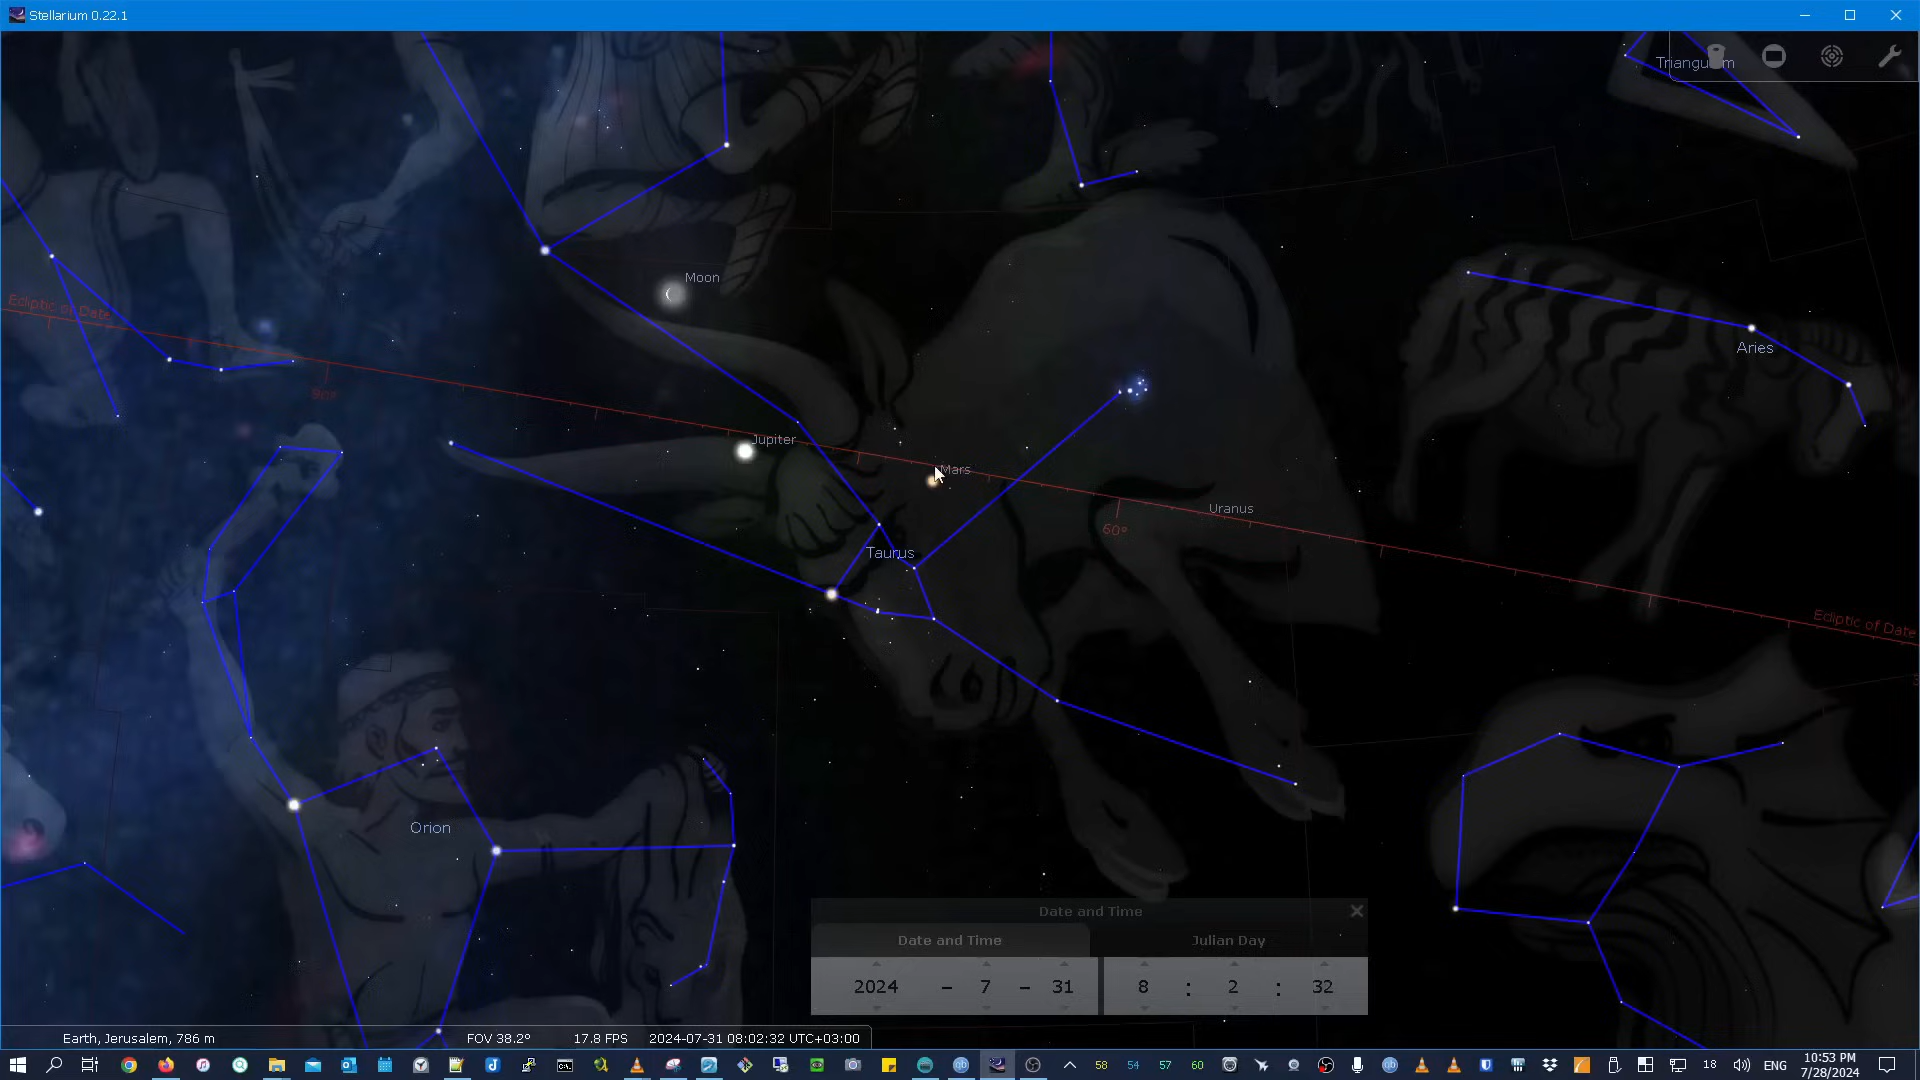 Stellarium 0.22.1
Triangulum
Moon
Ecliptic of Date
Aries
90°
Jupiter
Mars
Uranus
60°
Taurus
Ecliptic of Date
Orion
Date and Time
Date and Time Julian Day
2024 – 7 – 31 8 : 2 : 32
Earth, Jerusalem, 786 m FOV 38.2° 17.8 FPS 2024-07-31 08:02:32 UTC+03:00
58 54 57 60 18 ENG 10:53 PM
7/28/2024